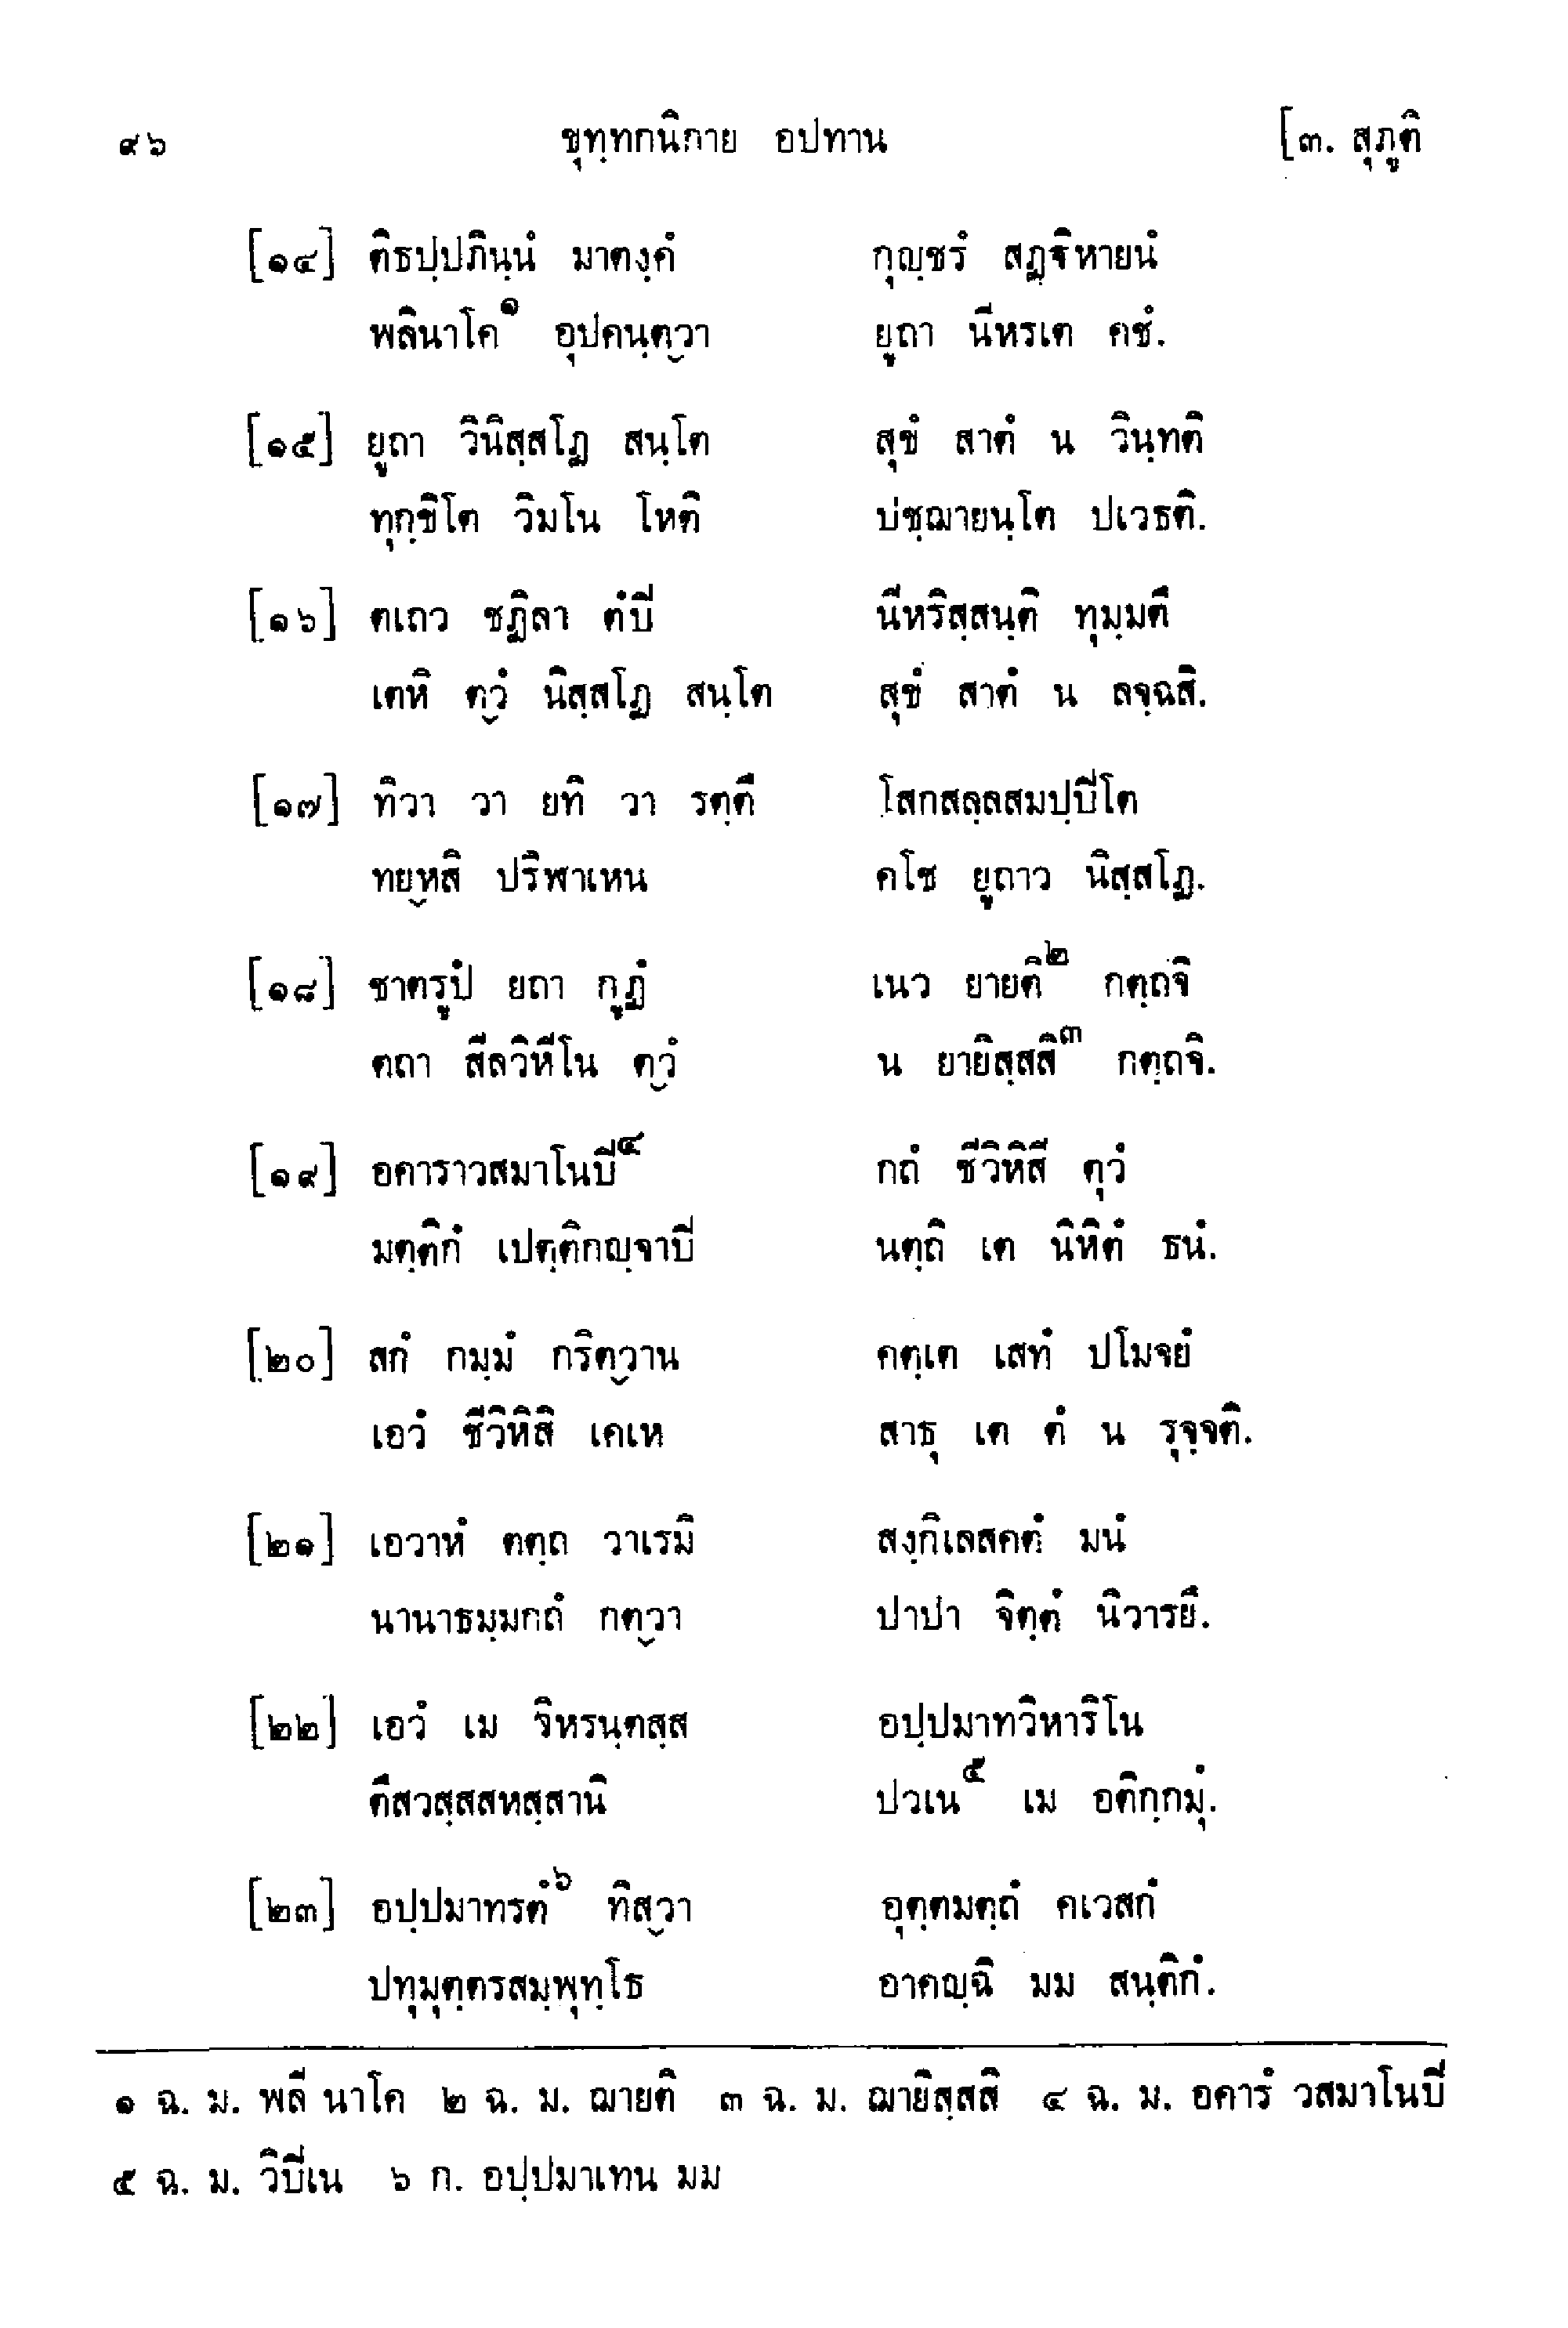 ๙๖ ขุทฺทกนิกาย อปทาน [๓. สุภูติ
[๑๔] ติธปฺปภินฺนํ มาตงฺคํ กุญฺชรํ สฏฺฐิหายนํ
พลินาโค๑ อุปคนฺตฺวา ยูถา นีหรเต คชํ.
[๑๕] ยูถา วินิสฺสโฏ สนฺโต สุขํ สาตํ น วินฺทติ
ทุกฺขิโต วิมโน โหติ ปชฺฌายนฺโต ปเวธติ.
[๑๖] ตเถว ชฏิลา ตํปิ นีหริสฺสนฺติ ทุมฺมตึ
เตหิ ตฺวํ นิสฺสโฏ สนฺโต สุขํ สาตํ น ลจฺฉสิ.
[๑๗] ทิวา วา ยทิ วา รตฺตึ โสกสลฺลสมปฺปิโต
ทยฺหสิ ปริฬาเหน คโช ยูถาว นิสฺสโฏ.
[๑๘] ชาตรูปํ ยถา กูฏํ เนว ยายติ๒ กตฺถจิ
ตถา สีลวิหีโน ตฺวํ น ยายิสฺสสิ๓ กตฺถจิ.
[๑๙] อคาราวสมาโนปิ๔ กถํ ชีวิหิสี ตุวํ
มตฺติกํ เปตฺติกญฺจาปิ นตฺถิ เต นิหิตํ ธนํ.
[๒๐] สกํ กมฺมํ กริตฺวาน คตฺเต เสทํ ปโมจยํ
เอวํ ชีวิหิสิ เคเห สาธุ เต ตํ น รุจฺจติ.
[๒๑] เอวาหํ ตตฺถ วาเรมิ สงฺกิเลสคตํ มนํ
นานาธมฺมกถํ กตฺวา ปาปา จิตฺตํ นิวารยึ.
[๒๒] เอวํ เม วิหรนฺตสฺส อปฺปมาทวิหาริโน
ตึสวสฺสสหสฺสานิ ปวเน๕ เม อติกฺกมุํ.
[๒๓] อปฺปมาทรตํ๖ ทิสฺวา อุตฺตมตฺถํ คเวสกํ
ปทุมุตฺตรสมฺพุทฺโธ อาคญฺฉิ มม สนฺติกํ.
๑ ฉ. ม. พลี นาโค ๒ ฉ. ม. ฌายติ ๓ ฉ. ม. ฌายิสฺสสิ ๔ ฉ. ม. อคารํ วสมาโนปิ
๕ ฉ. ม. วิปิเน ๖ ก. อปฺปมาเทน มม